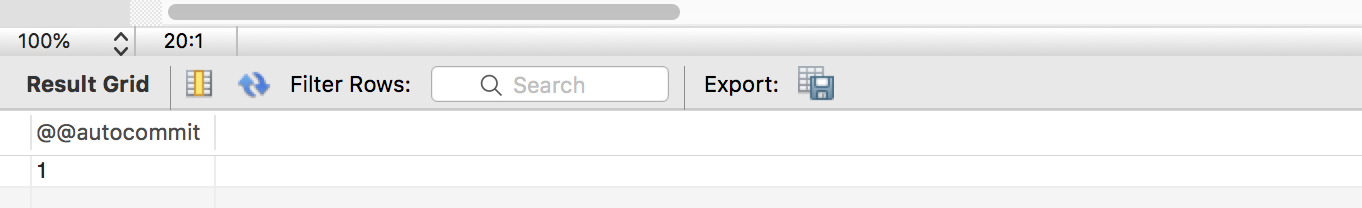 100% 20:1
Result Grid Filter Rows: Search Export:
@@autocommit
1